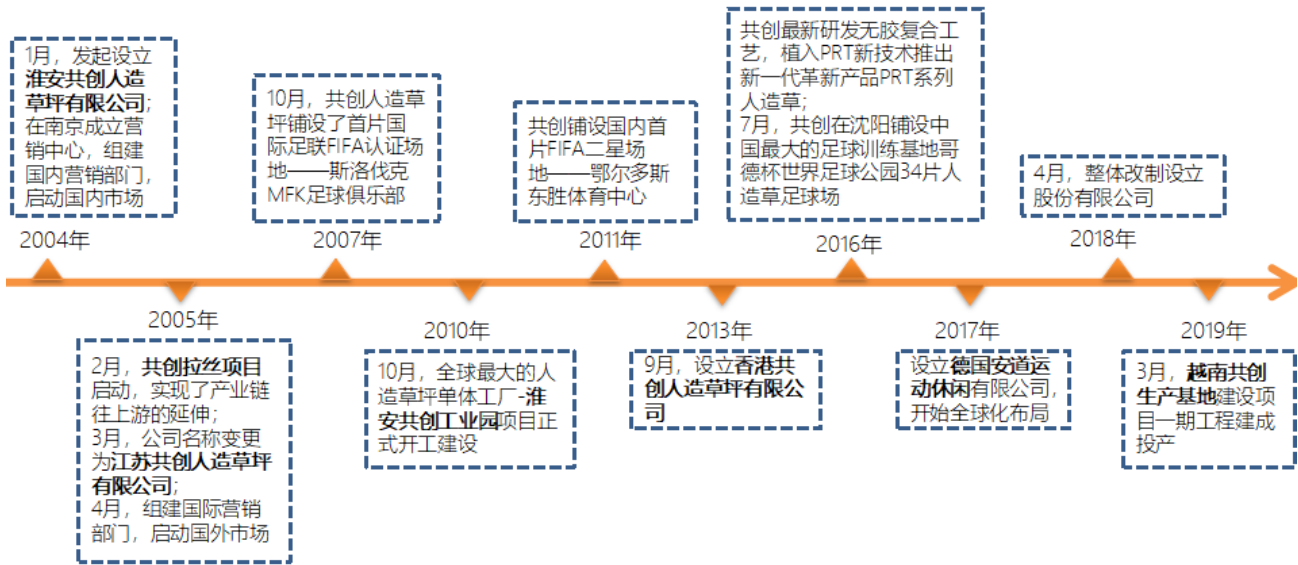 1月，发起设立
淮安共创人造
草坪有限公司；
在南京成立营
销中心，组建
国内营销部门，
启动国内市场
2004年
2月，共创拉丝项目
启动，实现了产业链
往上游的延伸；
3月，公司名称变更
为江苏共创人造草坪
有限公司；
4月，组建国际营销
部门，启动国外市场
2005年
10月，共创人造草
坪铺设了首片国
际足联FIFA认证场
地——斯洛伐克
MFK足球俱乐部
2007年
2010年
10月，全球最大的人
造草坪单体工厂-淮
安共创工业园项目正
式开工建设
共创铺设国内首
片FIFA二星场
地——鄂尔多斯
东胜体育中心
2011年
2013年
9月，设立香港共
创人造草坪有限公
司
共创最新研发无胶复合工
艺，植入PRT新技术推出
新一代革新产品PRT系列
人造草；
7月，共创在沈阳铺设中
国最大的足球训练基地哥
德杯世界足球公园34片人
造草足球场
2016年
2017年
设立德国安道运
动休闲有限公司，
开始全球化布局
4月，整体改制设立
股份有限公司
2018年
2019年
3月，越南共创
生产基地建设项
目一期工程建成
投产